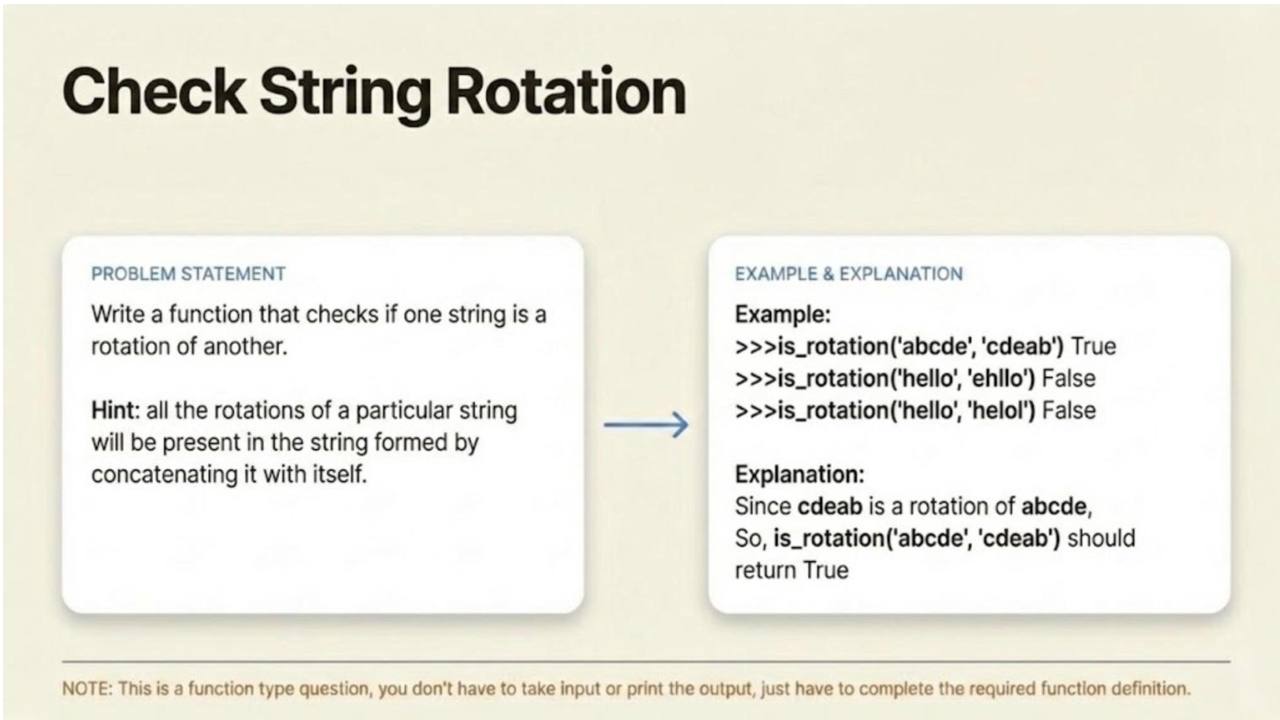 Check String Rotation
PROBLEM STATEMENT
Write a function that checks if one string is a
rotation of another.
Hint: all the rotations of a particular string
will be present in the string formed by
concatenating it with itself.
EXAMPLE & EXPLANATION
Example:
>>>is_rotation('abcde', 'cdeab') True
>>>is_rotation('hello', 'ehllo') False
>>>is_rotation('hello', 'helol') False
Explanation:
Since cdeab is a rotation of abcde,
So, is_rotation('abcde', 'cdeab') should
return True
NOTE: This is a function type question, you don't have to take input or print the output, just have to complete the required function definition.